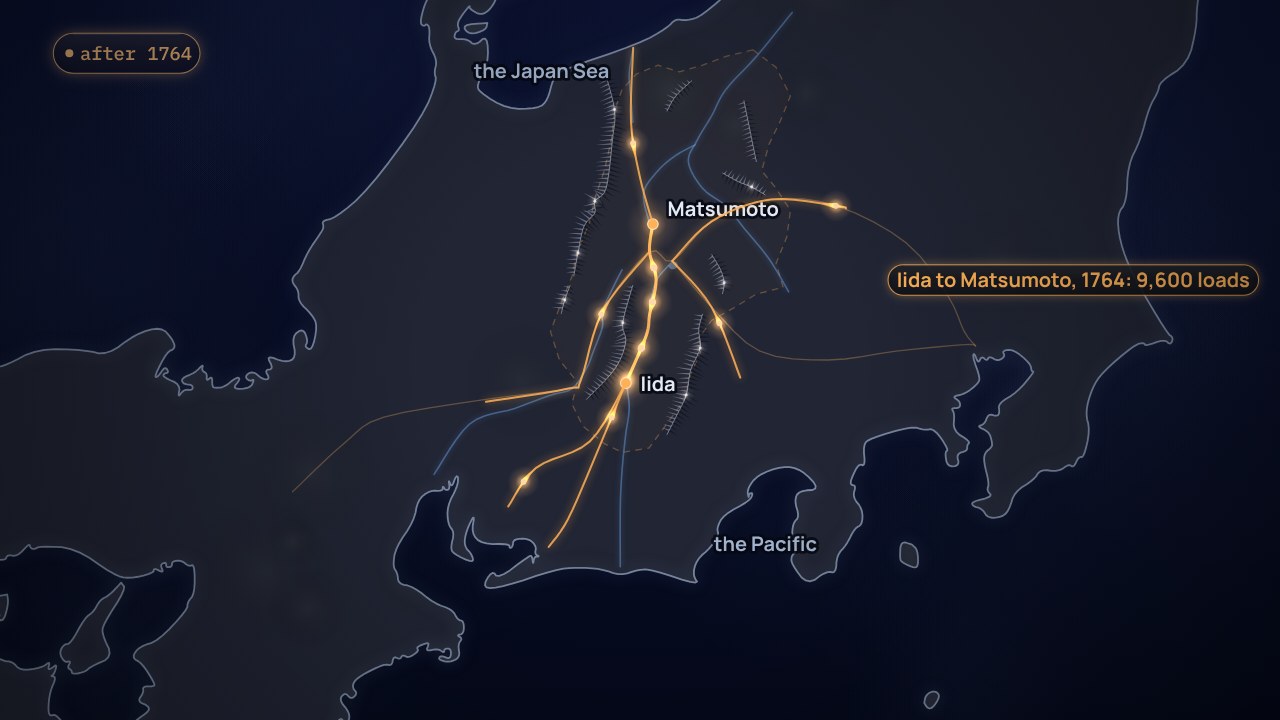 after 1764
the Japan Sea
Matsumoto
Iida to Matsumoto, 1764: 9,600 loads
Iida
the Pacific